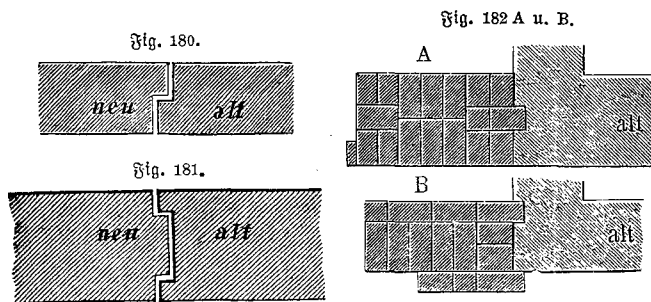 Fig. 180.
neu alt
Fig. 181.
neu alt
Fig. 182 A u. B.
A
alt
B
alt